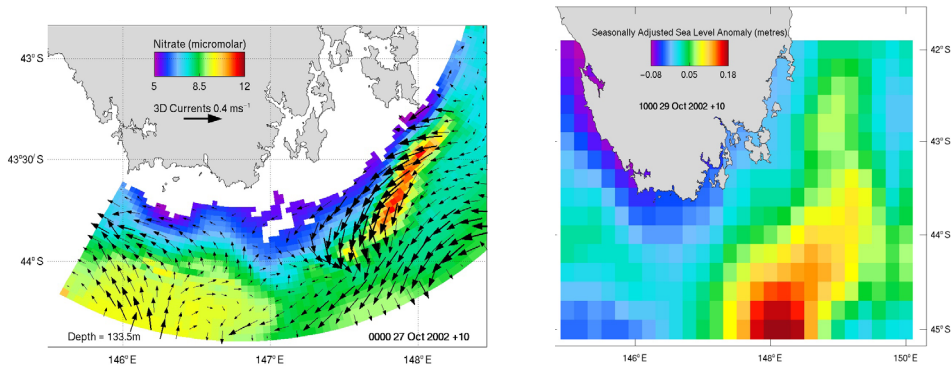 Nitrate (micromolar)
5 8.5 12
3D Currents 0.4 ms⁻¹
42° S
43°30' S
44° S
Depth = 133.5m
0000 27 Oct 2002 +10
146° E 147° E 148° E
Seasonally Adjusted Sea Level Anomaly (metres)
-0.08 0.05 0.18
1000 29 Oct 2002 +10
42° S
43° S
44° S
45° S
146° E 148° E 150° E